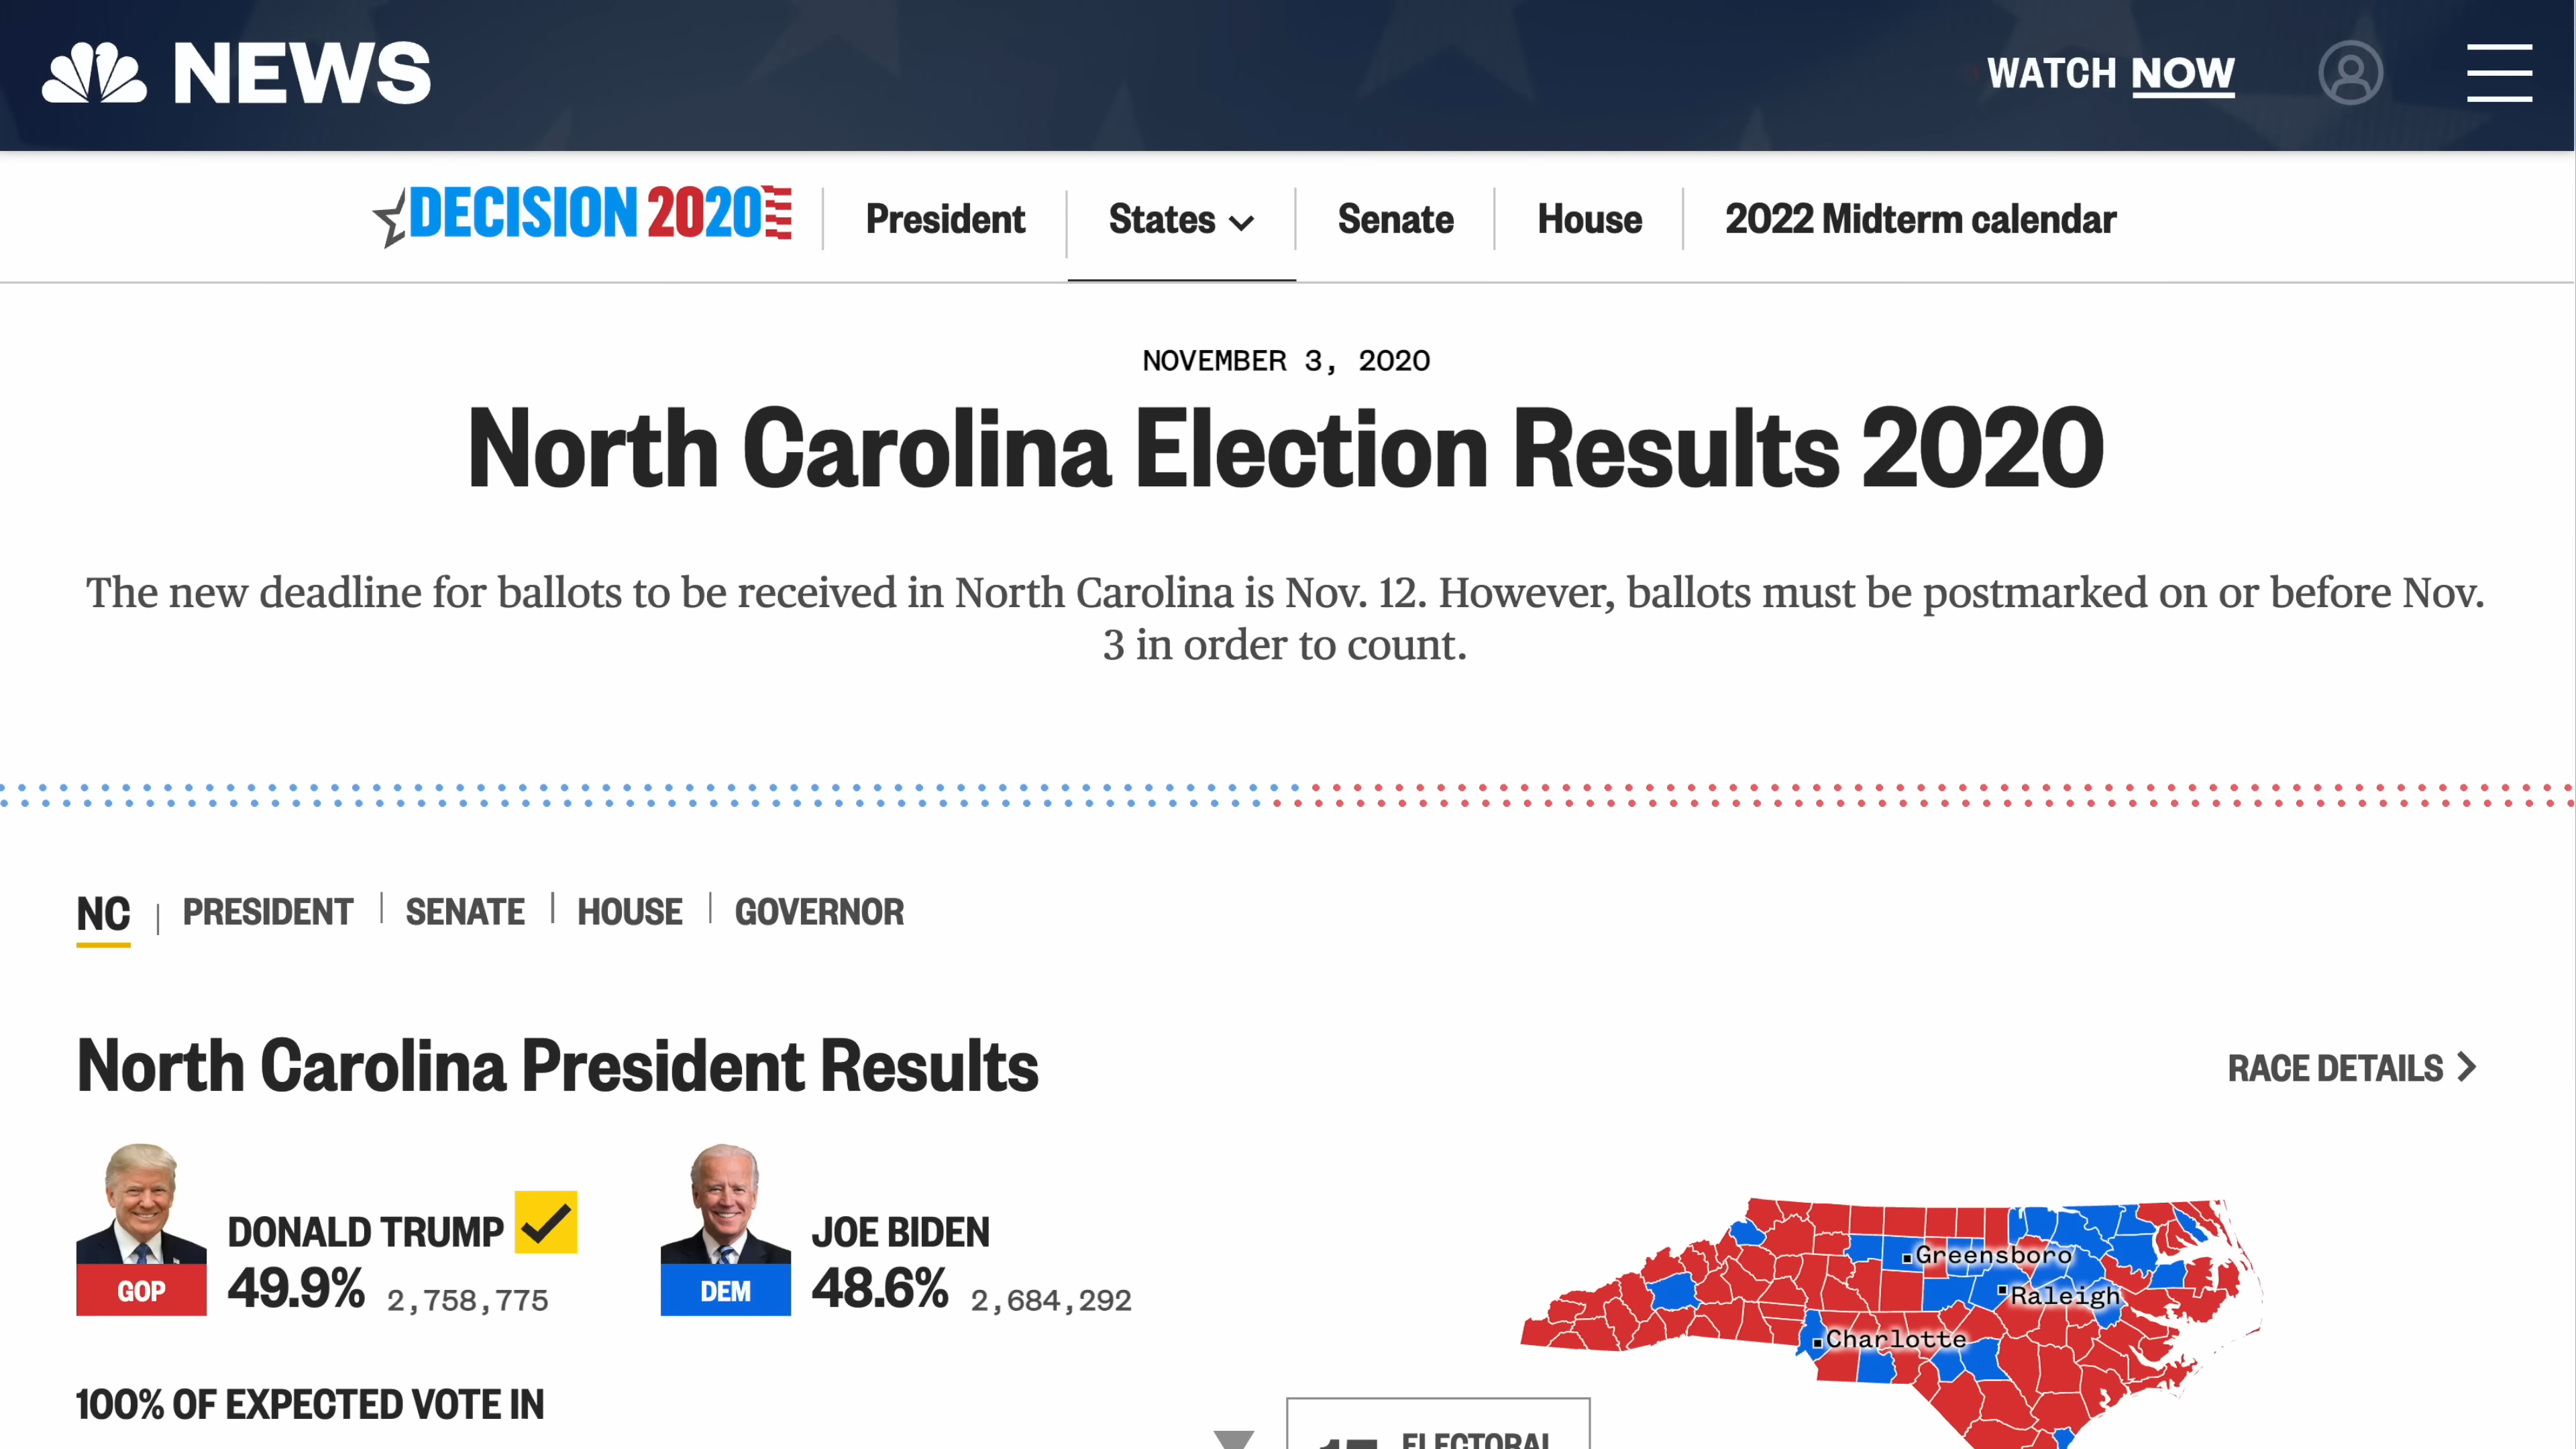 NEWS
WATCH NOW
DECISION 2020
President
States
Senate
House
2022 Midterm calendar
NOVEMBER 3, 2020
North Carolina Election Results 2020
The new deadline for ballots to be received in North Carolina is Nov. 12. However, ballots must be postmarked on or before Nov.
3 in order to count.
NC
PRESIDENT
SENATE
HOUSE
GOVERNOR
North Carolina President Results
RACE DETAILS
GOP
DONALD TRUMP
49.9% 2,758,775
DEM
JOE BIDEN
48.6% 2,684,292
100% OF EXPECTED VOTE IN
Greensboro
Raleigh
Charlotte
ELECTORAL